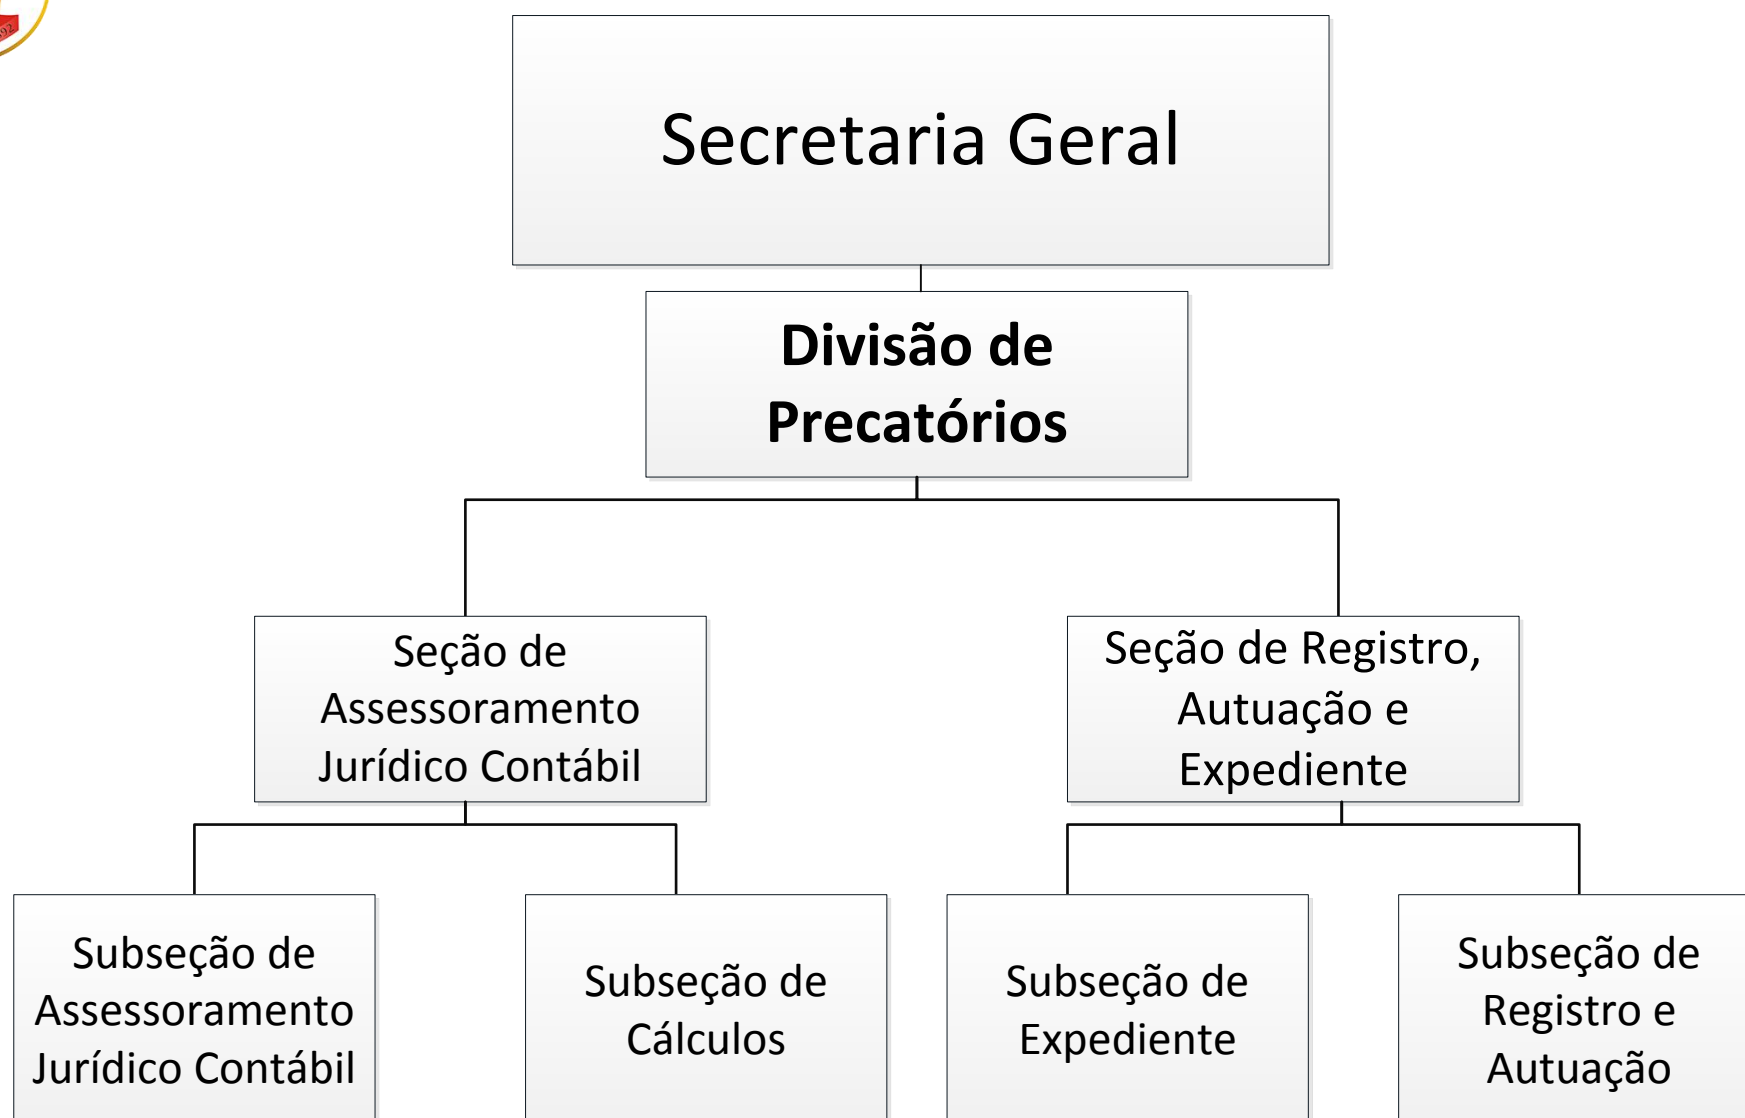 Secretaria Geral
Divisão de
Precatórios
Seção de
Assessoramento
Jurídico Contábil
Seção de Registro,
Autuação e
Expediente
Subseção de
Assessoramento
Jurídico Contábil
Subseção de
Cálculos
Subseção de
Expediente
Subseção de
Registro e
Autuação